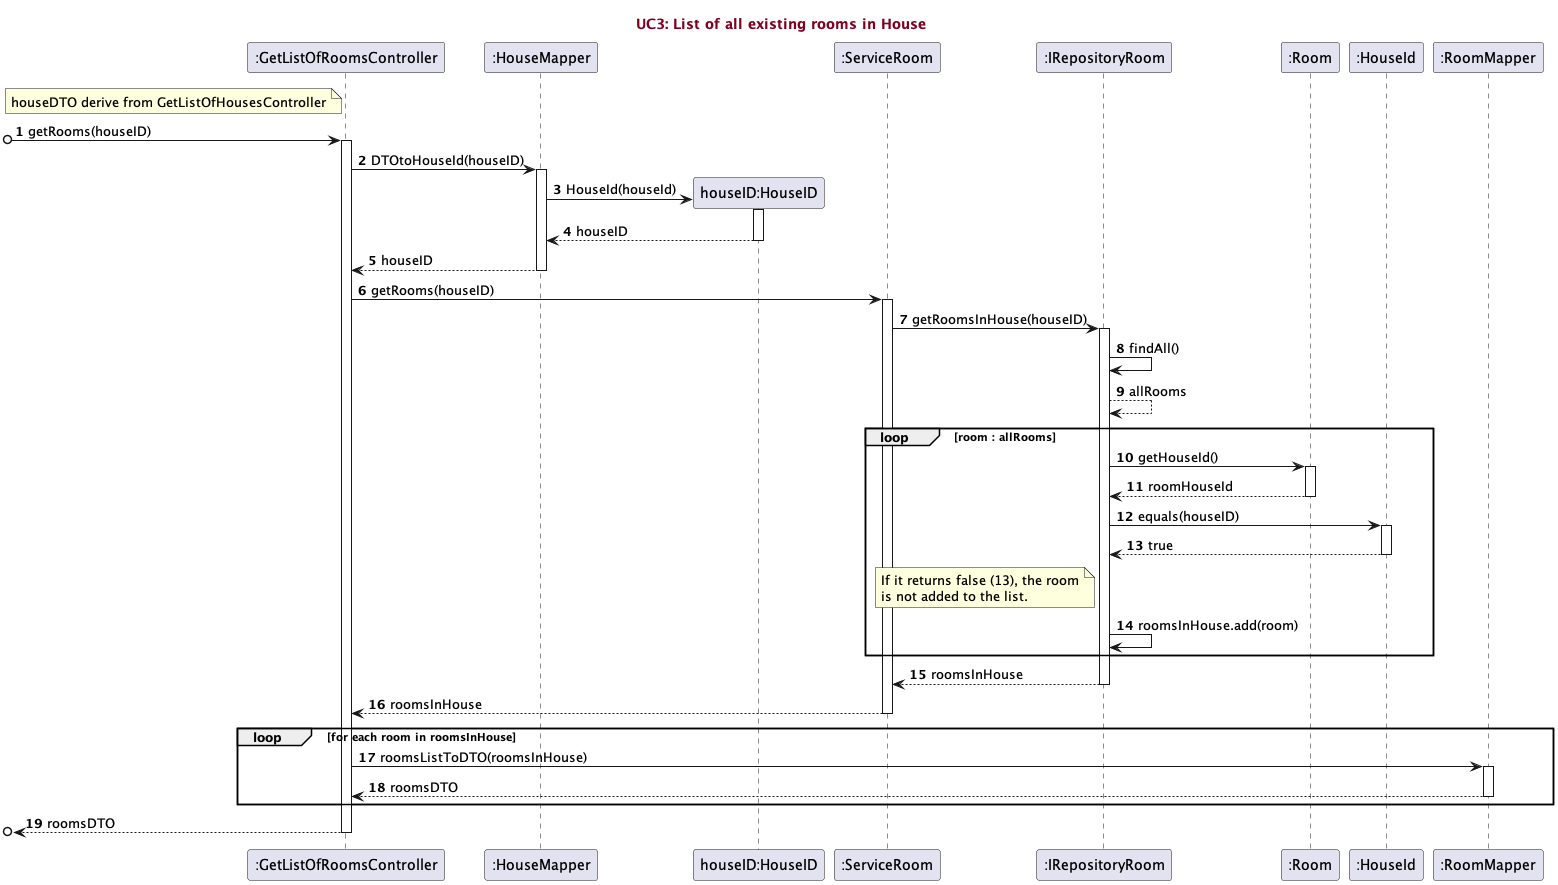 UC3: List of all existing rooms in House
:GetListOfRoomsController
:HouseMapper
:ServiceRoom
:IRepositoryRoom
:Room
:HouseId
:RoomMapper
houseDTO derive from GetListOfHousesController
1 getRooms(houseID)
2 DTOtoHouseId(houseID)
3 HouseId(houseId)
houseID:HouseID
4 houseID
5 houseID
6 getRooms(houseID)
7 getRoomsInHouse(houseID)
8 findAll()
9 allRooms
loop [room : allRooms]
10 getHouseId()
11 roomHouseId
12 equals(houseID)
13 true
If it returns false (13), the room
is not added to the list.
14 roomsInHouse.add(room)
15 roomsInHouse
16 roomsInHouse
loop [for each room in roomsInHouse]
17 roomsListToDTO(roomsInHouse)
18 roomsDTO
19 roomsDTO
:GetListOfRoomsController
:HouseMapper
houseID:HouseID
:ServiceRoom
:IRepositoryRoom
:Room
:HouseId
:RoomMapper